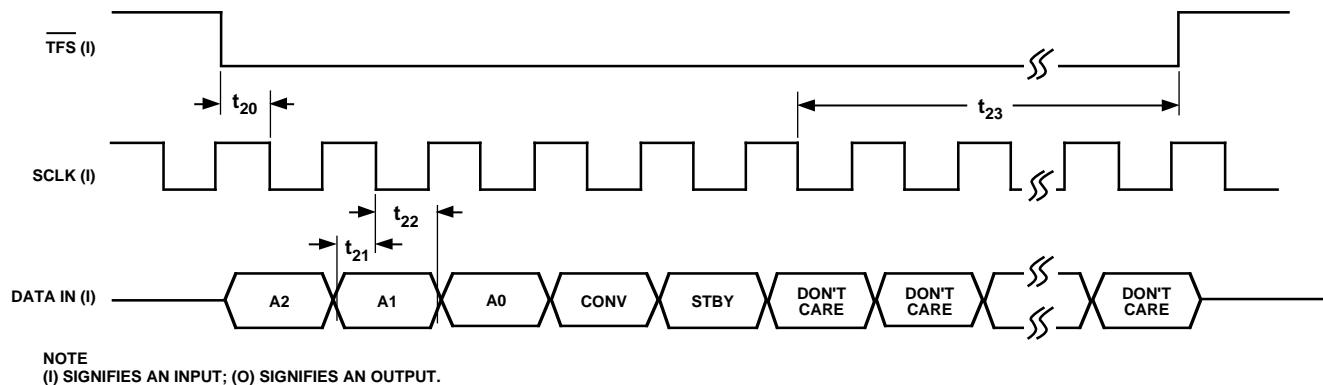 TFS (I)
t20
t23
SCLK (I)
t22
t21
DATA IN (I)
A2
A1
A0
CONV
STBY
DON'T
CARE
DON'T
CARE
DON'T
CARE
NOTE
(I) SIGNIFIES AN INPUT; (O) SIGNIFIES AN OUTPUT.